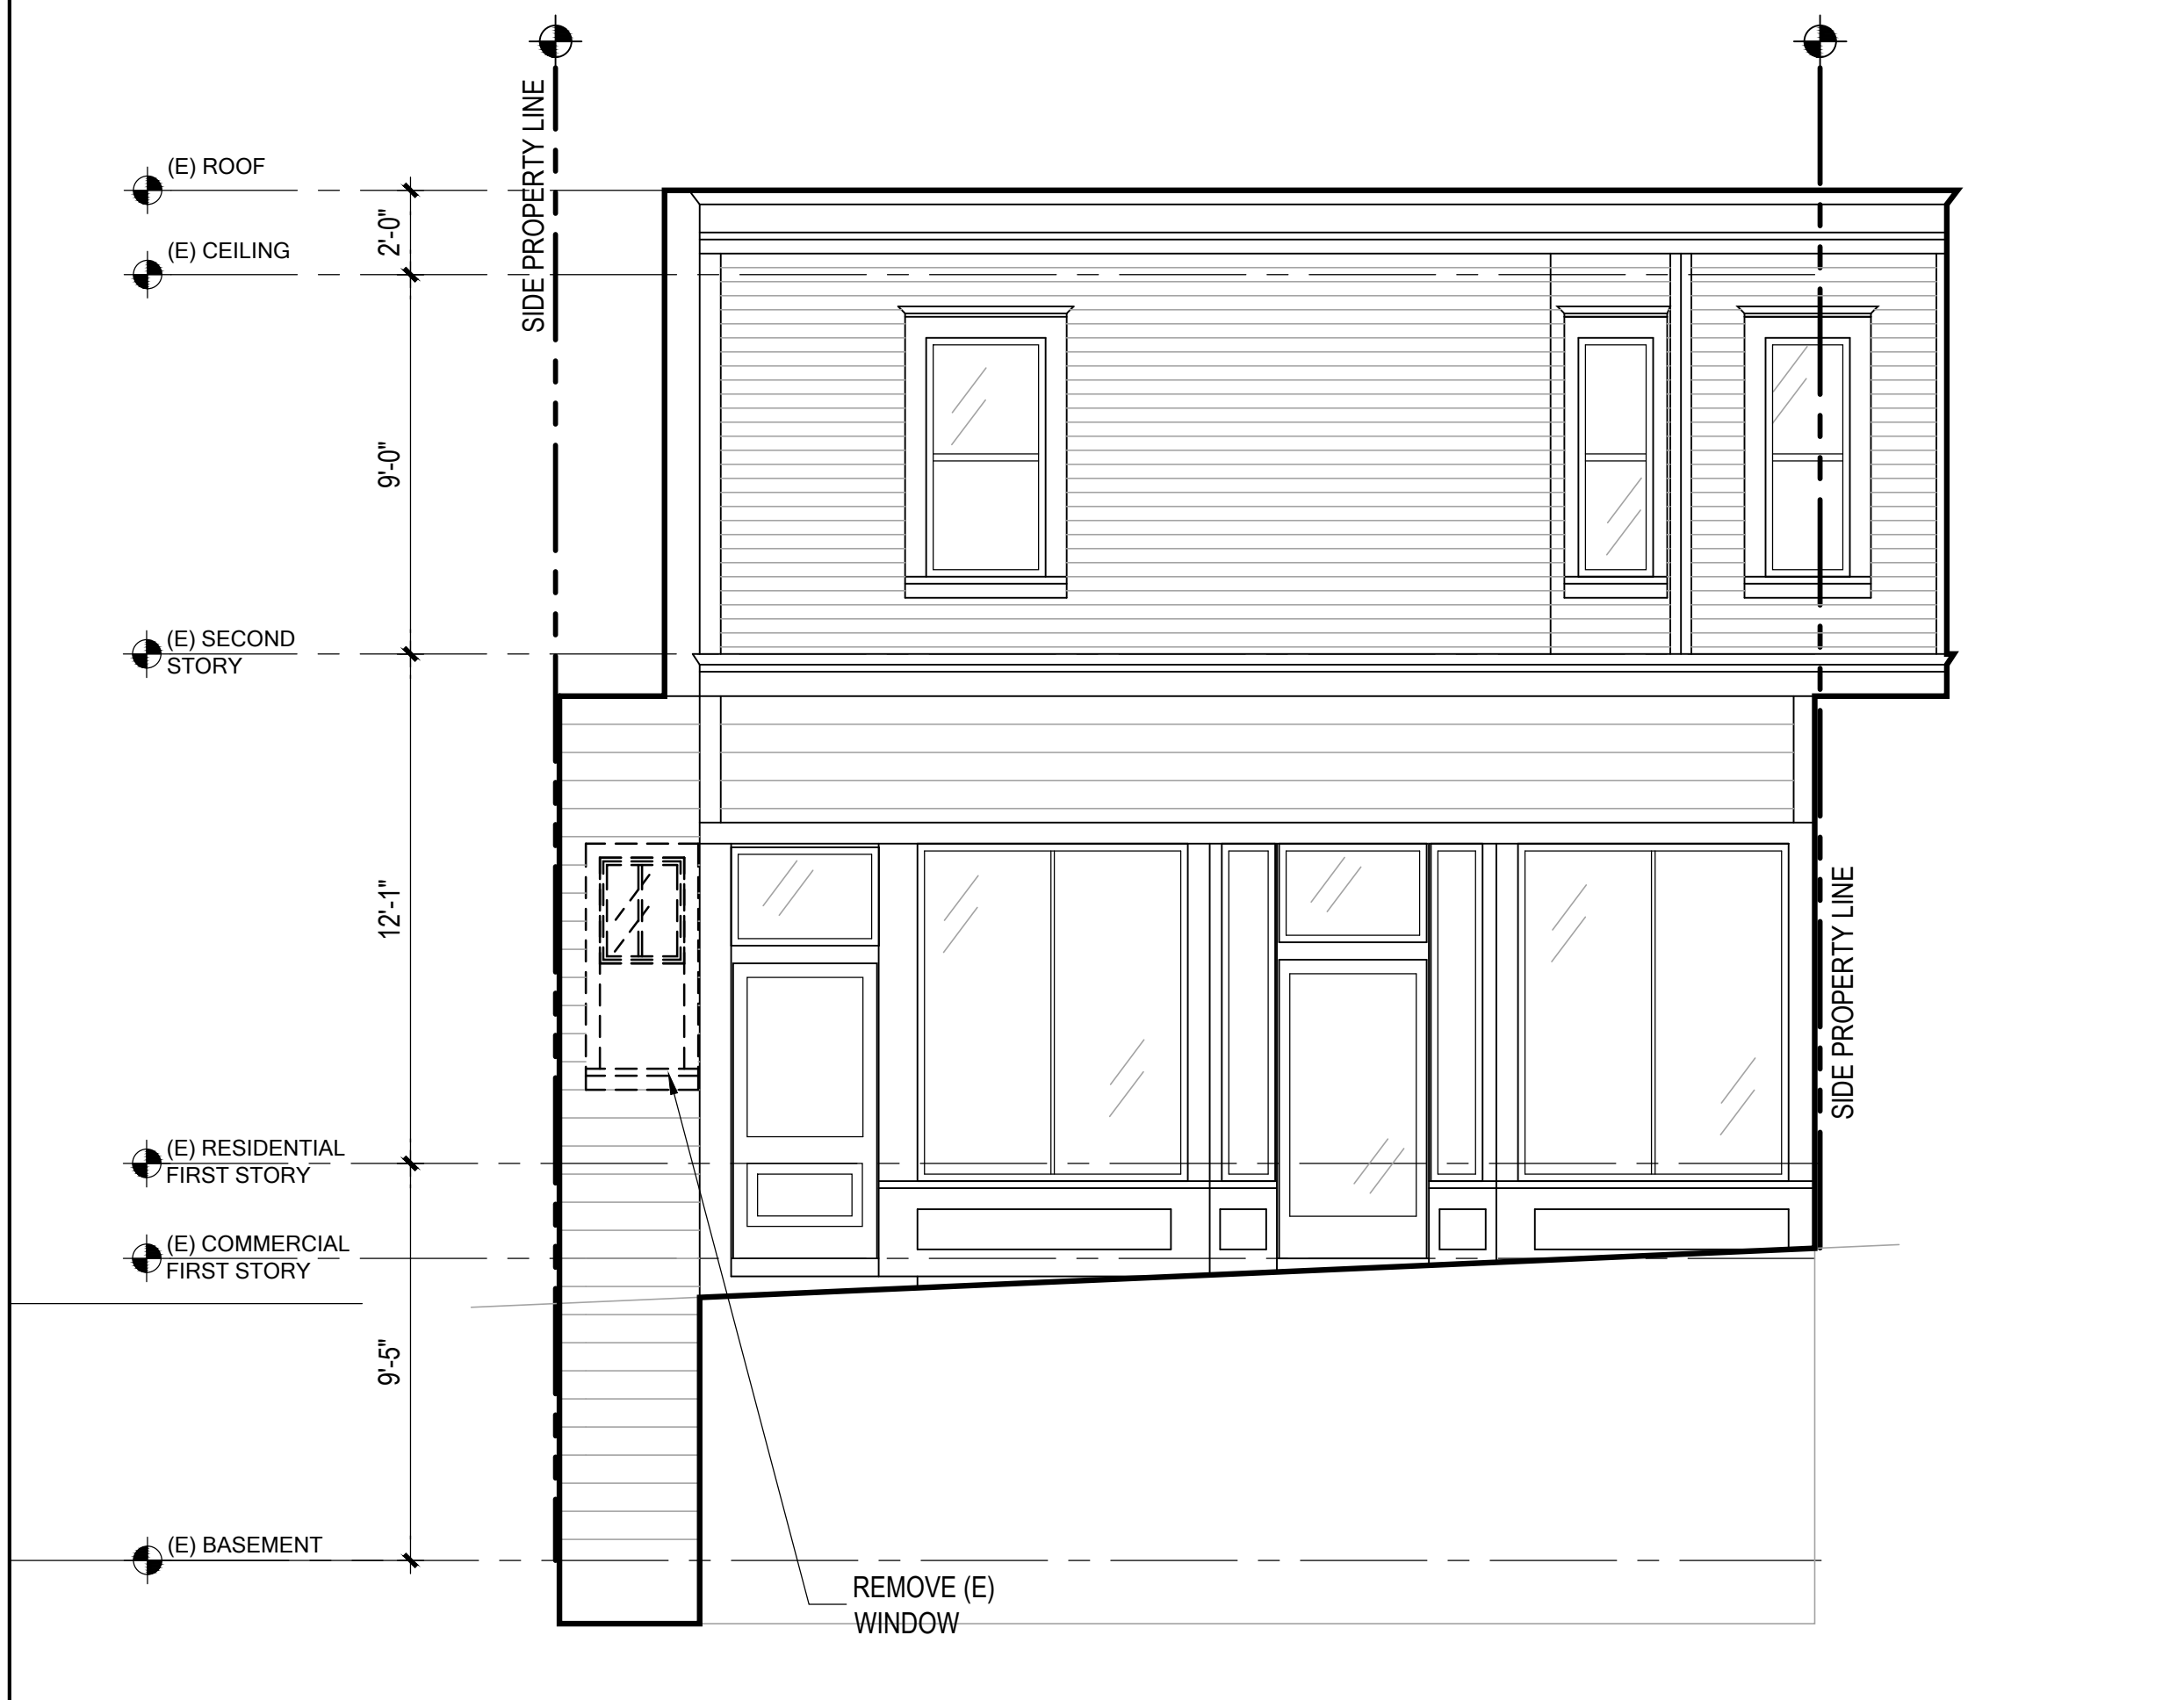 SIDE PROPERTY LINE
(E) ROOF
2'-0"
(E) CEILING
9'-0"
(E) SECOND
STORY
12'-1"
SIDE PROPERTY LINE
(E) RESIDENTIAL
FIRST STORY
(E) COMMERCIAL
FIRST STORY
9'-5"
(E) BASEMENT
REMOVE (E)
WINDOW